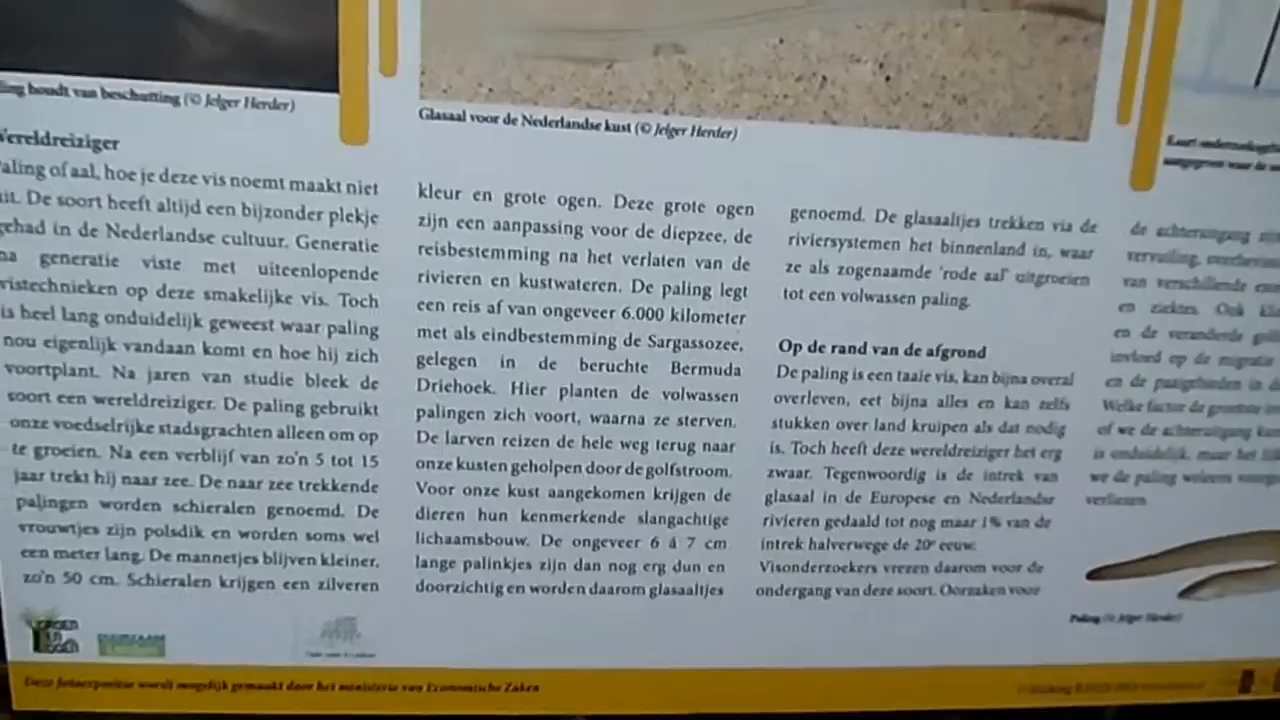 houdt van beschutting (© Jelger Herder)
Wereldreiziger
Paling of aal, hoe je deze vis noemt maakt niet
uit. De soort heeft altijd een bijzonder plekje
gehad in de Nederlandse cultuur. Generatie
na generatie viste met uiteenlopende
vistechnieken op deze smakelijke vis. Toch
is heel lang onduidelijk geweest waar paling
nou eigenlijk vandaan komt en hoe hij zich
voortplant. Na jaren van studie bleek de
soort een wereldreiziger. De paling gebruikt
onze voedselrijke stadsgrachten alleen om op
te groeien. Na een verblijf van zo'n 5 tot 15
jaar trekt hij naar zee. De naar zee trekkende
palingen worden schieralen genoemd. De
vrouwtjes zijn polsdik en worden soms wel
een meter lang. De mannetjes blijven kleiner,
zo'n 50 cm. Schieralen krijgen een zilveren
Glasaal voor de Nederlandse kust (© Jelger Herder)
kleur en grote ogen. Deze grote ogen
zijn een aanpassing voor de diepzee, de
reisbestemming na het verlaten van de
rivieren en kustwateren. De paling legt
een reis af van ongeveer 6.000 kilometer
met als eindbestemming de Sargassozee,
gelegen in de beruchte Bermuda
Driehoek. Hier planten de volwassen
palingen zich voort, waarna ze sterven.
De larven reizen de hele weg terug naar
onze kusten geholpen door de golfstroom.
Voor onze kust aangekomen krijgen de
dieren hun kenmerkende slangachtige
lichaamsbouw. De ongeveer 6 á 7 cm
lange palinkjes zijn dan nog erg dun en
doorzichtig en worden daarom glasaaltjes
genoemd. De glasaaltjes trekken via de
riviersystemen het binnenland in, waar
ze als zogenaamde 'rode aal' uitgroeien
tot een volwassen paling.
Op de rand van de afgrond
De paling is een taaie vis, kan bijna overal
overleven, eet bijna alles en kan zelfs
stukken over land kruipen als dat nodig
is. Toch heeft deze wereldreiziger het erg
zwaar. Tegenwoordig is de intrek van
glasaal in de Europese en Nederlandse
rivieren gedaald tot nog maar 1% van de
intrek halverwege de 20e eeuw.
Visonderzoekers vrezen daarom voor de
ondergang van deze soort. Oorzaken voor
de achteruitgang
vervuiling,
van verschillende
en ziektes. Ook
en de veranderde
invloed op de migratie
en de paaigebieden in
Welke factor de grootste
of we de achteruitgang
is onduidelijk, maar het
we de paling
verliezen.
Paling (© Jelger Herder)
Deze fotoexpositie wordt mogelijk gemaakt door het ministerie van Economische Zaken